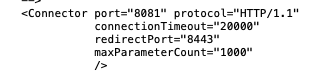 -->
<Connector port="8081" protocol="HTTP/1.1"
connectionTimeout="20000"
redirectPort="8443"
maxParameterCount="1000"
/>